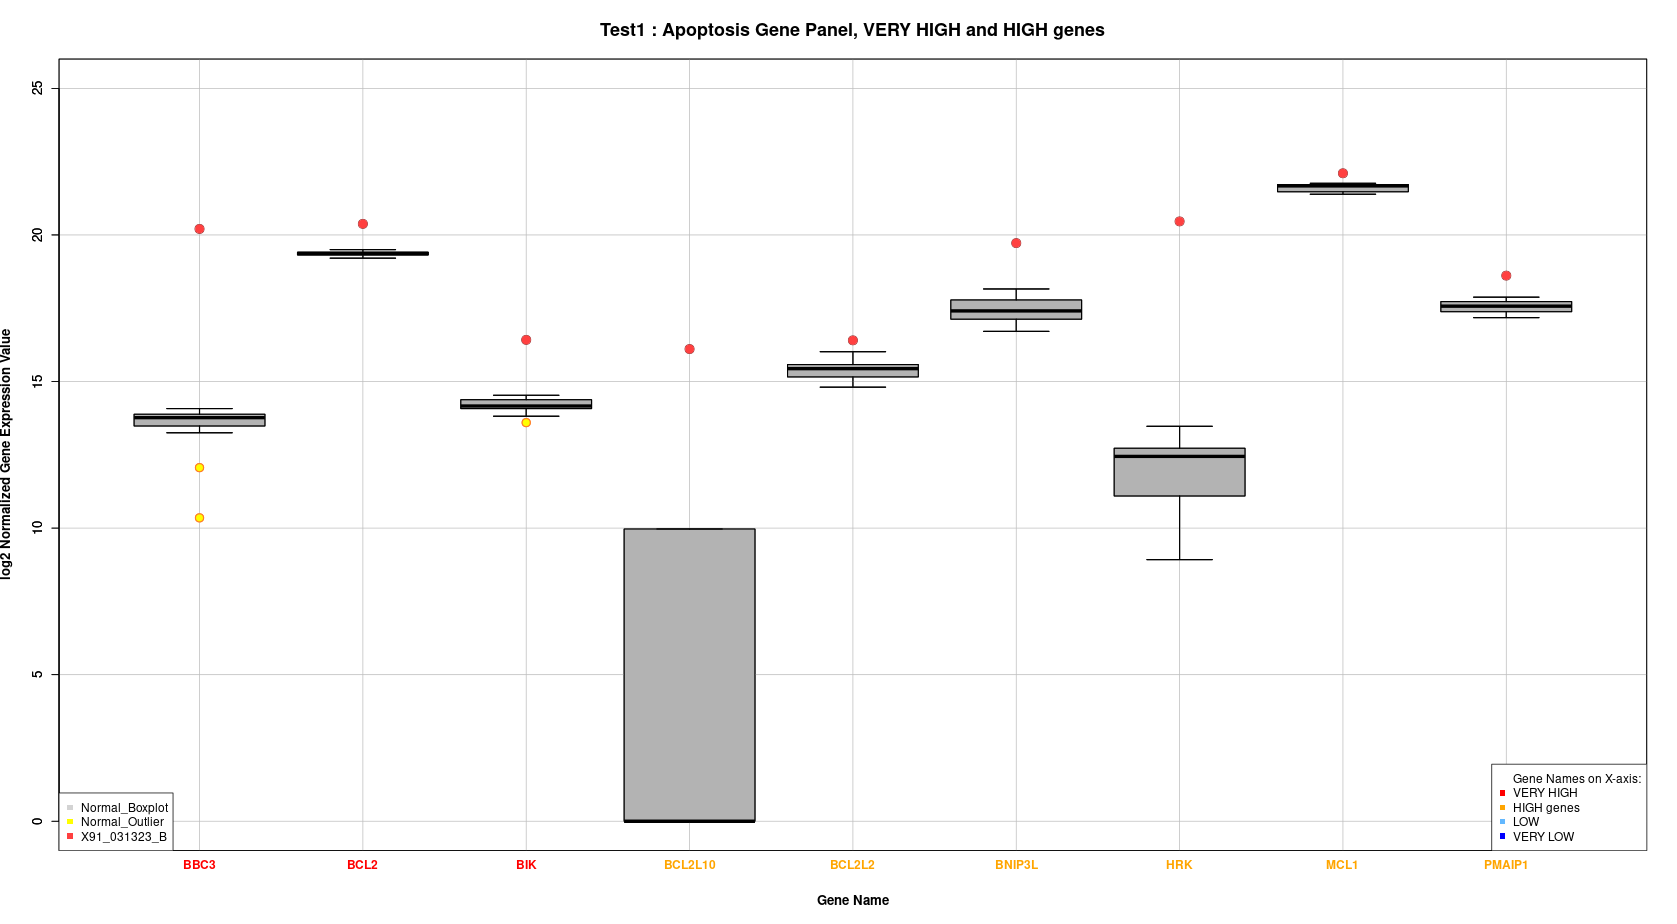 Test1 : Apoptosis Gene Panel, VERY HIGH and HIGH genes
log2 Normalized Gene Expression Value
25
20
15
10
5
0
Normal_Boxplot
Normal_Outlier
X91_031323_B
Gene Names on X-axis:
VERY HIGH
HIGH genes
LOW
VERY LOW
BBC3 BCL2 BIK BCL2L10 BCL2L2 BNIP3L HRK MCL1 PMAIP1
Gene Name